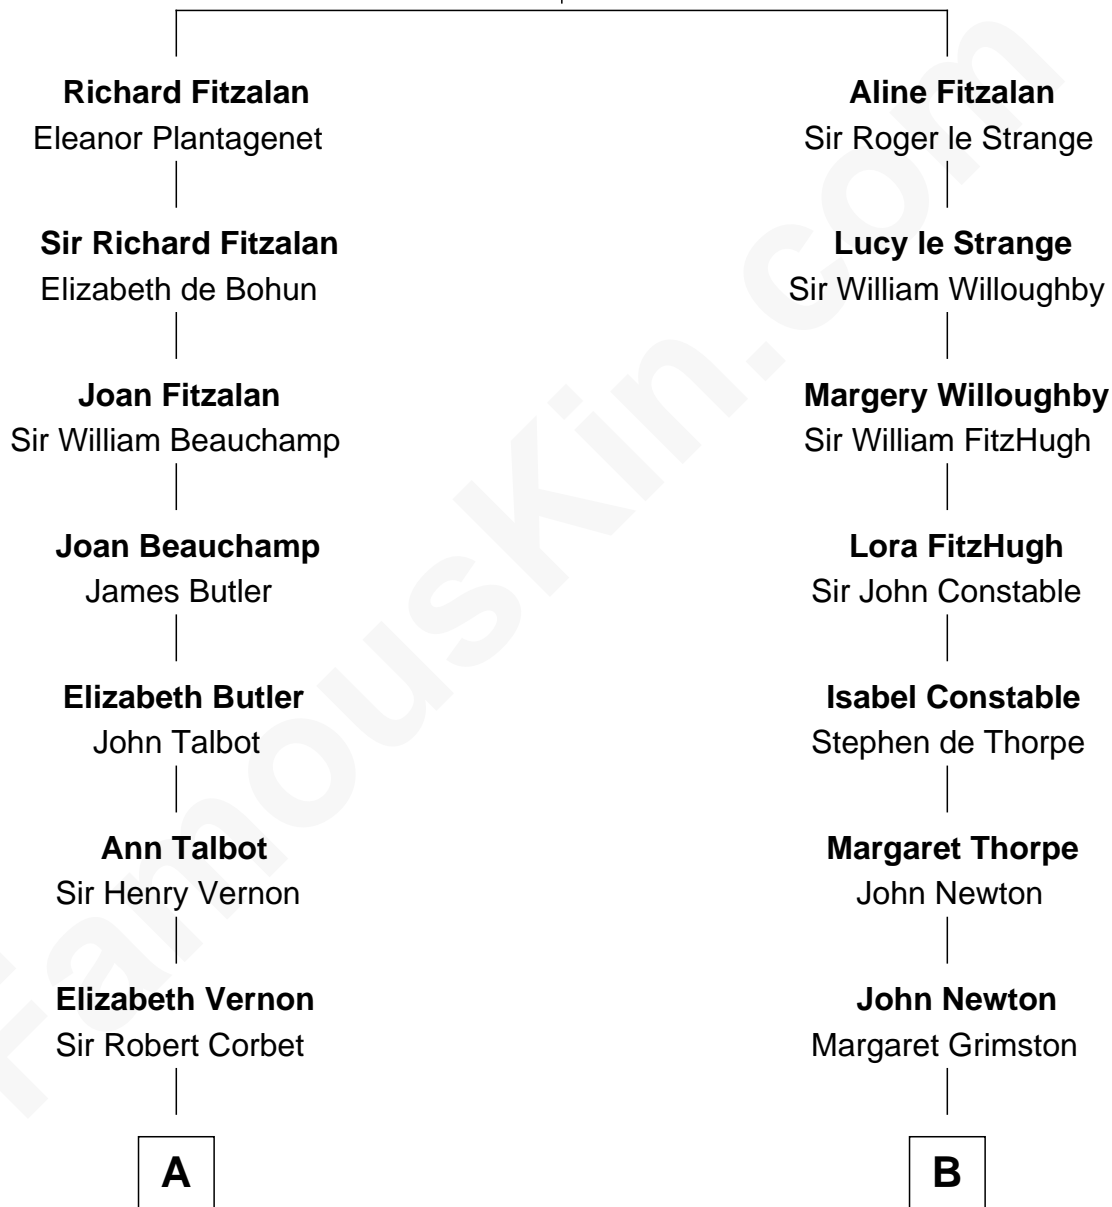 Richard Fitzalan
Eleanor Plantagenet
Aline Fitzalan
Sir Roger le Strange
Sir Richard Fitzalan
Elizabeth de Bohun
Lucy le Strange
Sir William Willoughby
Joan Fitzalan
Sir William Beauchamp
Margery Willoughby
Sir William FitzHugh
Joan Beauchamp
James Butler
Lora FitzHugh
Sir John Constable
Elizabeth Butler
John Talbot
Isabel Constable
Stephen de Thorpe
Ann Talbot
Sir Henry Vernon
Margaret Thorpe
John Newton
Elizabeth Vernon
Sir Robert Corbet
John Newton
Margaret Grimston
A
B
FamousKin.com